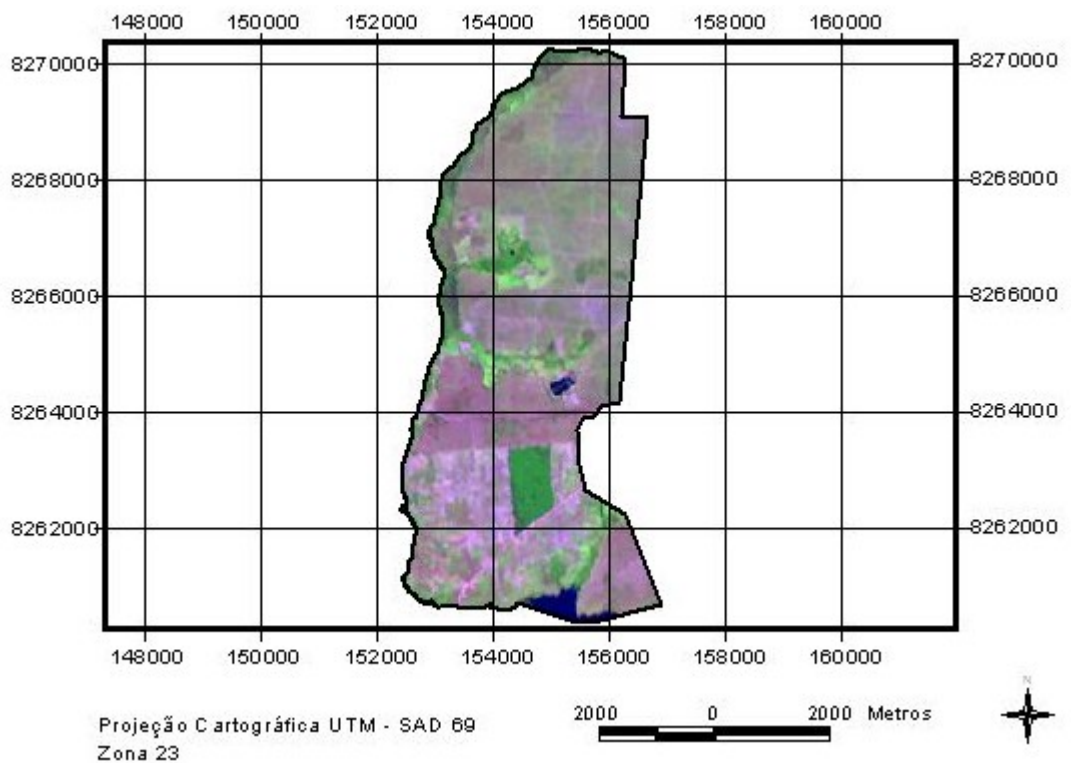 148000 150000 152000 154000 156000 158000 160000
8270000 8270000
8268000 8268000
8266000 8266000
8264000 8264000
8262000 8262000
148000 150000 152000 154000 156000 158000 160000
N
2000 0 2000 Metros
Projeção Cartográfica UTM - SAD 69
Zona 23